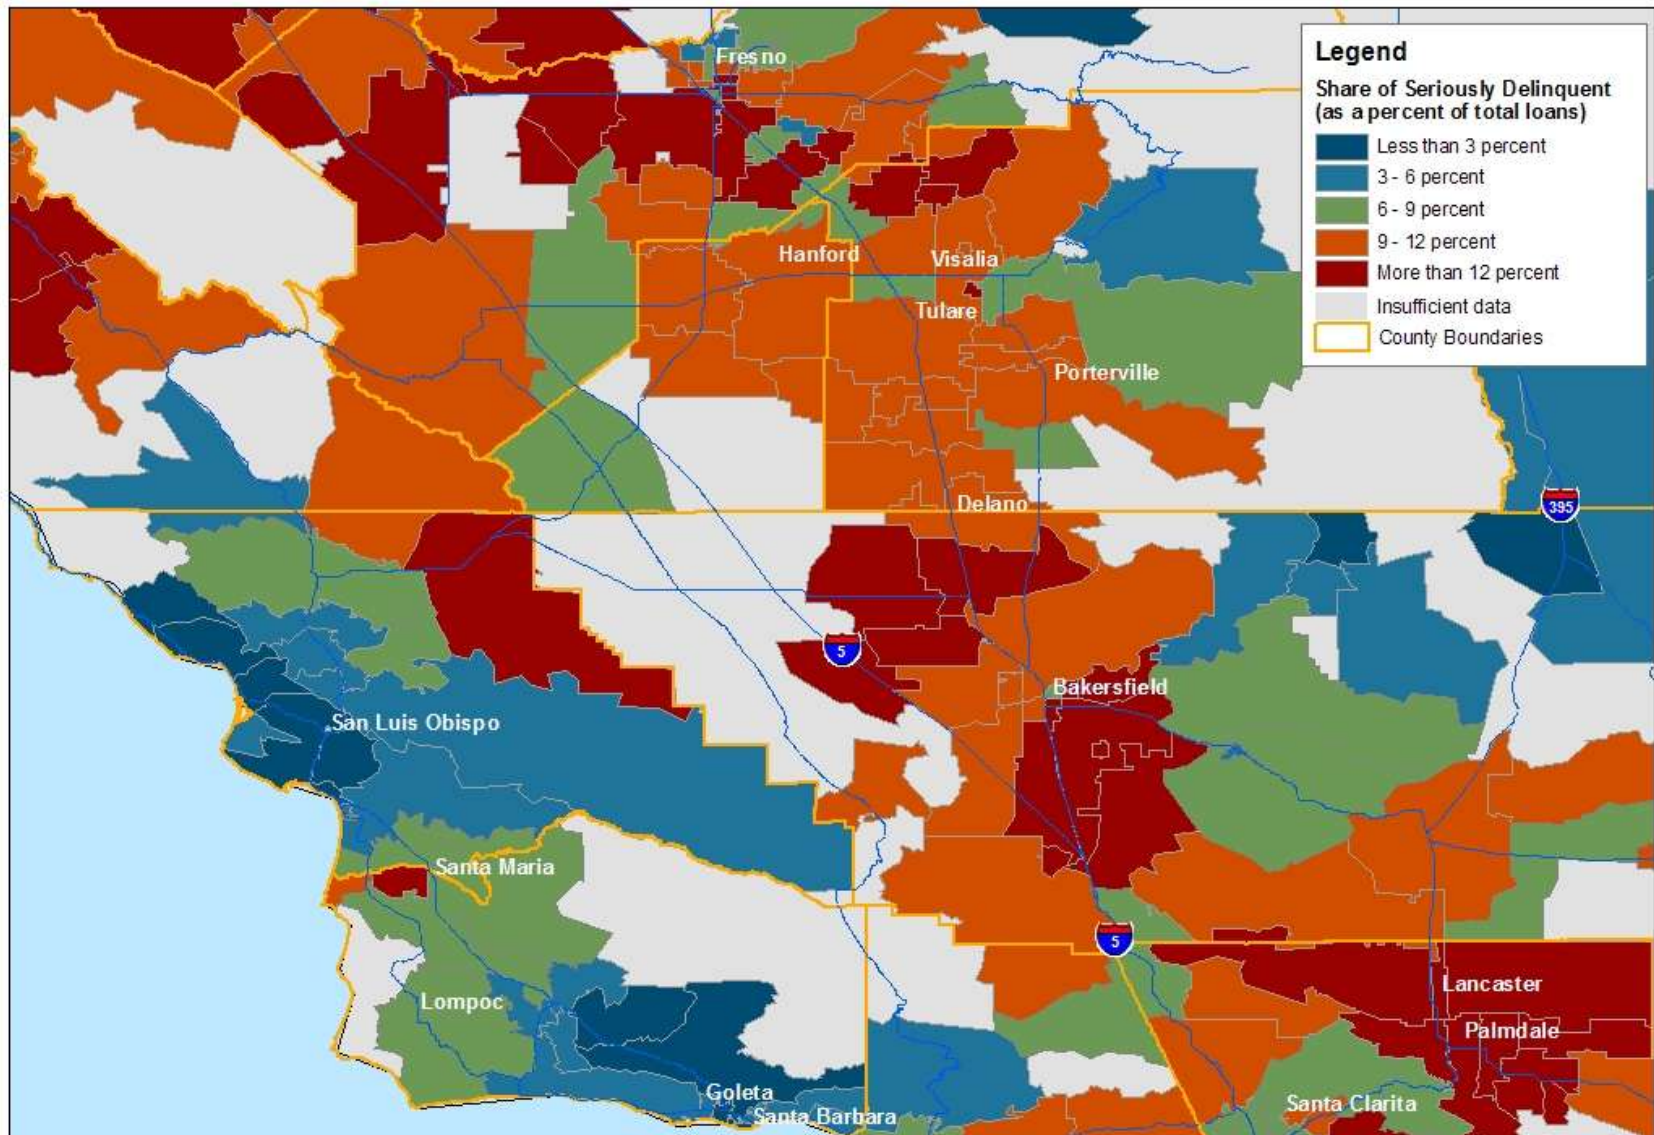 Legend
Share of Seriously Delinquent
(as a percent of total loans)
Less than 3 percent
3 - 6 percent
6 - 9 percent
9 - 12 percent
More than 12 percent
Insufficient data
County Boundaries
Fresno
Hanford
Visalia
Tulare
Porterville
Delano
395
5
Bakersfield
San Luis Obispo
Santa Maria
5
Lancaster
Lompoc
Palmdale
Goleta
Santa Clarita
Santa Barbara